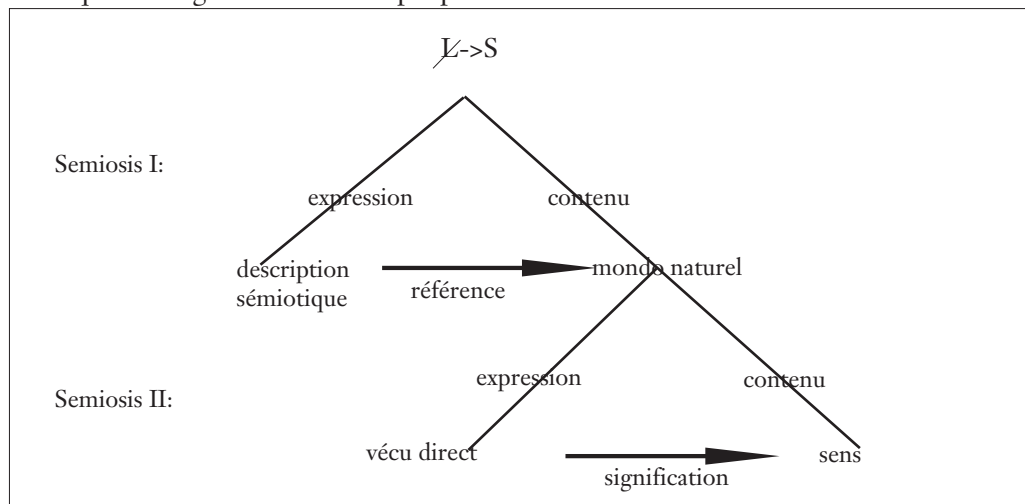 L->S
Semiosis I:
expression contenu
description mondo naturel
sémiotique référence
expression contenu
Semiosis II:
vécu direct sens
signification